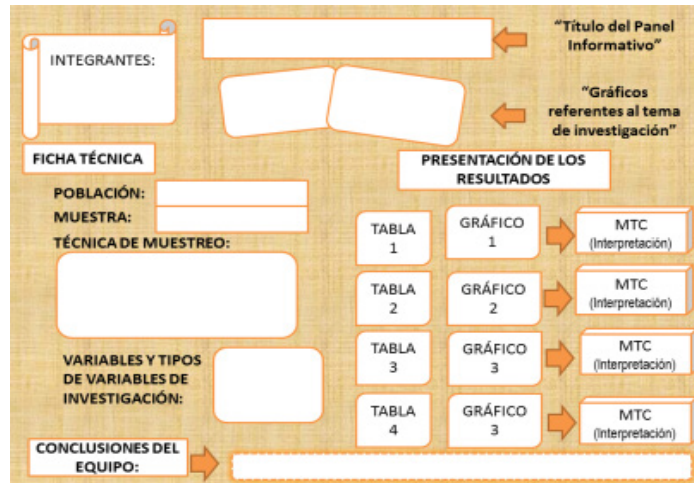 INTEGRANTES:
"Título del Panel
Informativo"
"Gráficos
referentes al tema
de investigación"
FICHA TÉCNICA
POBLACIÓN:
MUESTRA:
TÉCNICA DE MUESTREO:
VARIABLES Y TIPOS
DE VARIABLES DE
INVESTIGACIÓN:
PRESENTACIÓN DE LOS
RESULTADOS
TABLA
1
GRÁFICO
1
MTC
(Interpretación)
TABLA
2
GRÁFICO
2
MTC
(Interpretación)
TABLA
3
GRÁFICO
3
MTC
(Interpretación)
TABLA
4
GRÁFICO
3
MTC
(Interpretación)
CONCLUSIONES DEL
EQUIPO: